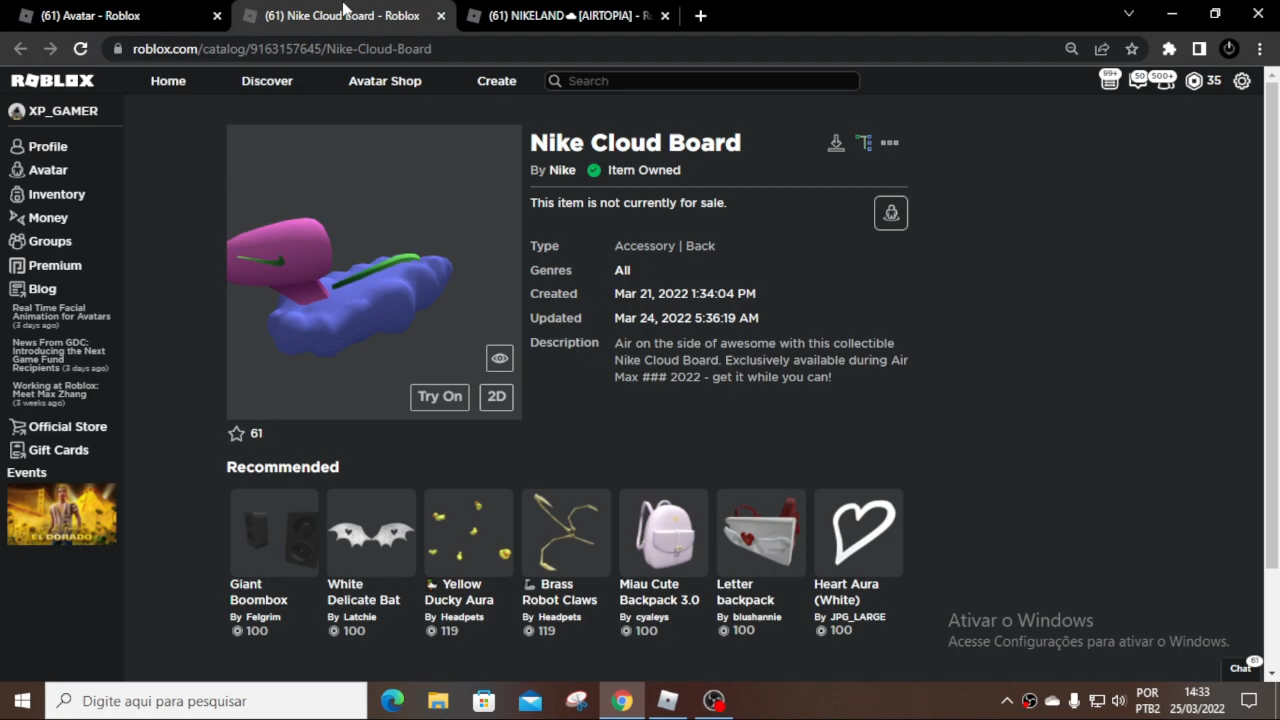 (61) Avatar - Roblox
(61) Nike Cloud Board - Roblox
(61) NIKELAND☁[AIRTOPIA] - R
roblox.com/catalog/9163157645/Nike-Cloud-Board
ROBLOX
Home
Discover
Avatar Shop
Create
Search
99+
50
500+
35
XP_GAMER
Profile
Avatar
Inventory
Money
Groups
Premium
Blog
Real Time Facial
Animation for Avatars
(3 days ago)
News From GDC:
Introducing the Next
Game Fund
Recipients (3 days ago)
Working at Roblox:
Meet Max Zhang
(3 weeks ago)
Official Store
Gift Cards
Events
EL DORADO
Nike Cloud Board
By Nike Item Owned
This item is not currently for sale.
Type Accessory | Back
Genres All
Created Mar 21, 2022 1:34:04 PM
Updated Mar 24, 2022 5:36:19 AM
Description Air on the side of awesome with this collectible
Nike Cloud Board. Exclusively available during Air
Max ### 2022 - get it while you can!
Try On
2D
61
Recommended
Giant
Boombox
By Felgrim
100
White
Delicate Bat
By Latchie
100
Yellow
Ducky Aura
By Headpets
119
Brass
Robot Claws
By Headpets
119
Miau Cute
Backpack 3.0
By cyaleys
100
Letter
backpack
By blushannie
100
Heart Aura
(White)
By JPG_LARGE
100
Ativar o Windows
Acesse Configurações para ativar o Windows.
Chat
61
Digite aqui para pesquisar
POR
PTB2
14:33
25/03/2022